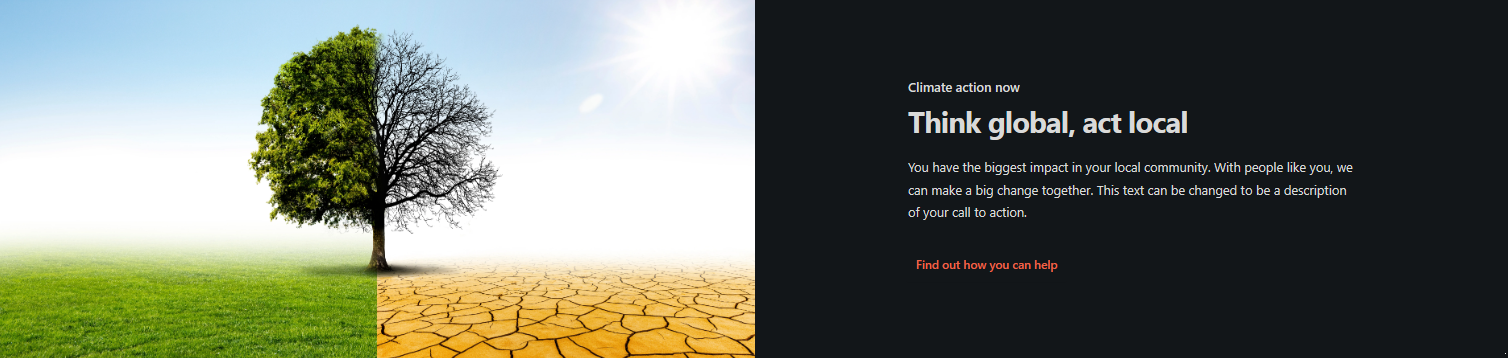 Climate action now
Think global, act local
You have the biggest impact in your local community. With people like you, we
can make a big change together. This text can be changed to be a description
of your call to action.
Find out how you can help